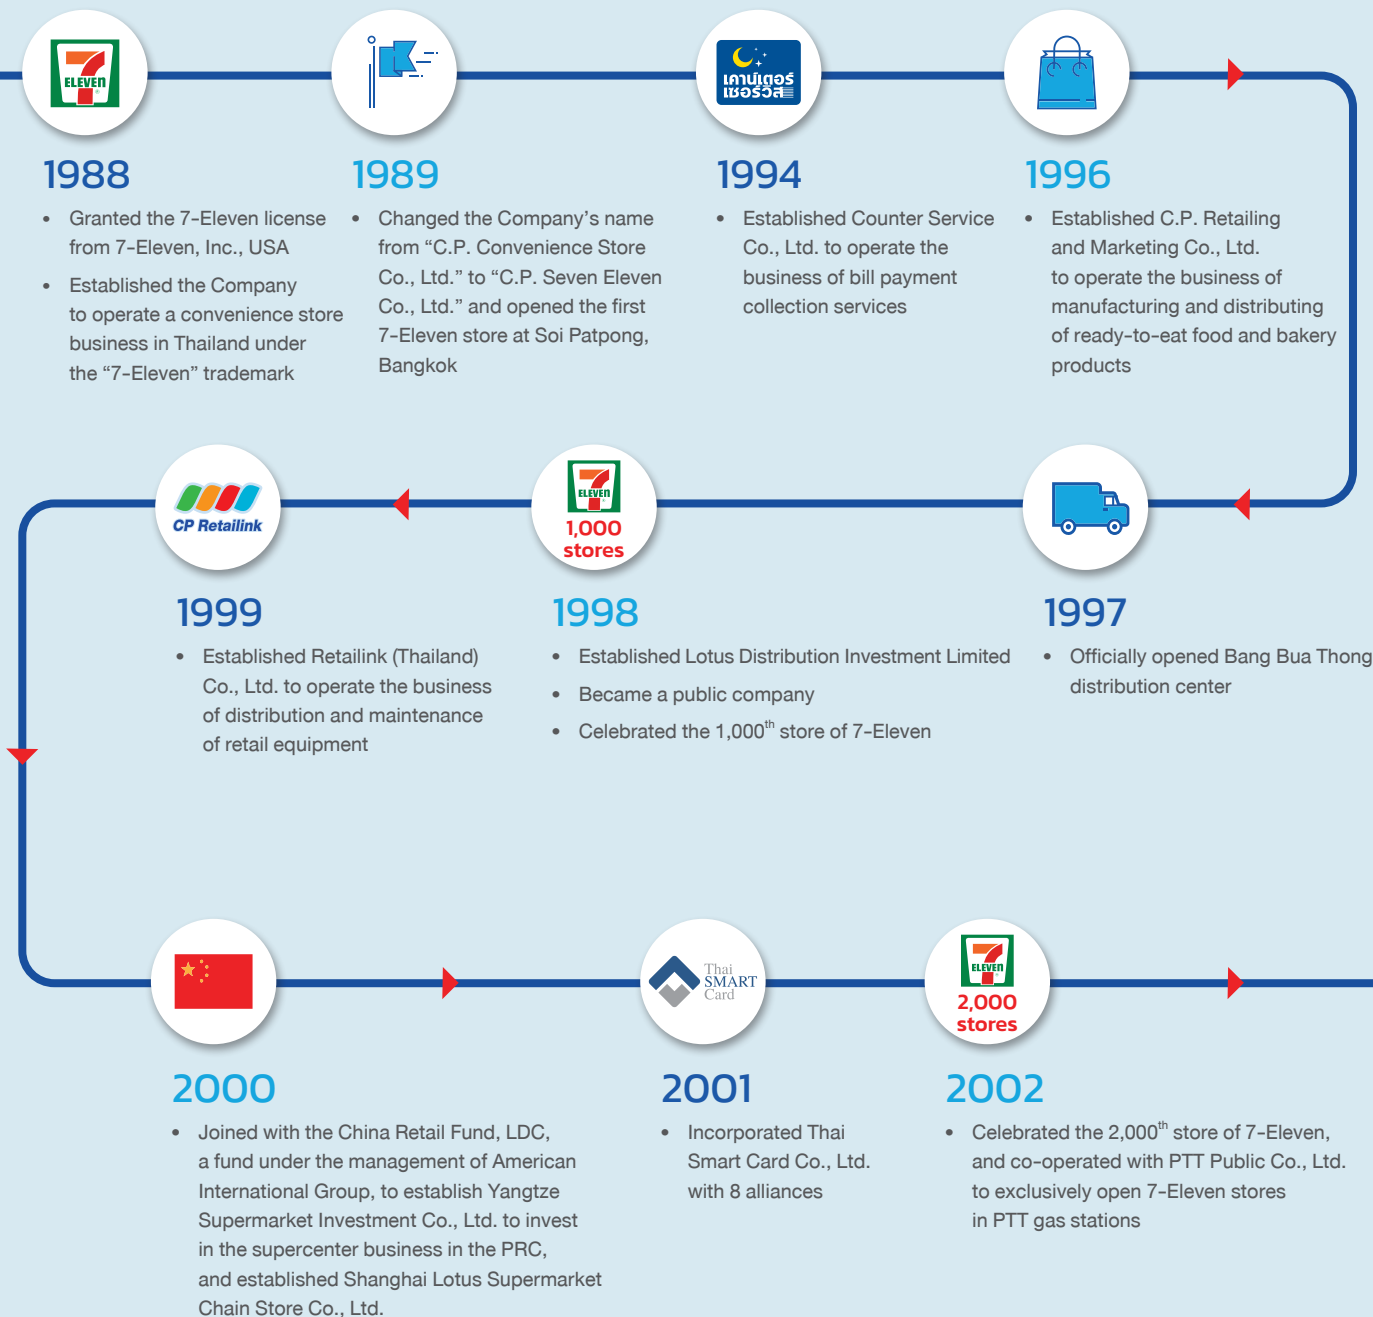 7
ELEVEN
เคาน์เตอร์
เซอร์วิส
1988
• Granted the 7-Eleven license
from 7-Eleven, Inc., USA
• Established the Company
to operate a convenience store
business in Thailand under
the “7-Eleven” trademark
1989
• Changed the Company’s name
from “C.P. Convenience Store
Co., Ltd.” to “C.P. Seven Eleven
Co., Ltd.” and opened the first
7-Eleven store at Soi Patpong,
Bangkok
1994
• Established Counter Service
Co., Ltd. to operate the
business of bill payment
collection services
1996
• Established C.P. Retailing
and Marketing Co., Ltd.
to operate the business of
manufacturing and distributing
of ready-to-eat food and bakery
products
1997
• Officially opened Bang Bua Thong
distribution center
7
ELEVEN
1,000
stores
1998
• Established Lotus Distribution Investment Limited
• Became a public company
• Celebrated the 1,000th store of 7-Eleven
CP Retailink
1999
• Established Retailink (Thailand)
Co., Ltd. to operate the business
of distribution and maintenance
of retail equipment
2000
• Joined with the China Retail Fund, LDC,
a fund under the management of American
International Group, to establish Yangtze
Supermarket Investment Co., Ltd. to invest
in the supercenter business in the PRC,
and established Shanghai Lotus Supermarket
Chain Store Co., Ltd.
Thai
SMART
Card
2001
• Incorporated Thai
Smart Card Co., Ltd.
with 8 alliances
7
ELEVEN
2,000
stores
2002
• Celebrated the 2,000th store of 7-Eleven,
and co-operated with PTT Public Co., Ltd.
to exclusively open 7-Eleven stores
in PTT gas stations